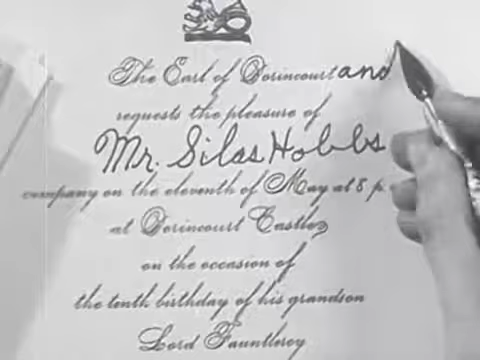 The Earl of Dorincourt and
requests the pleasure of
Mr. Silas Hobbs
company on the eleventh of May at 8 p.
at Dorincourt Castle
on the occasion of
the tenth birthday of his grandson
Lord Fauntleroy